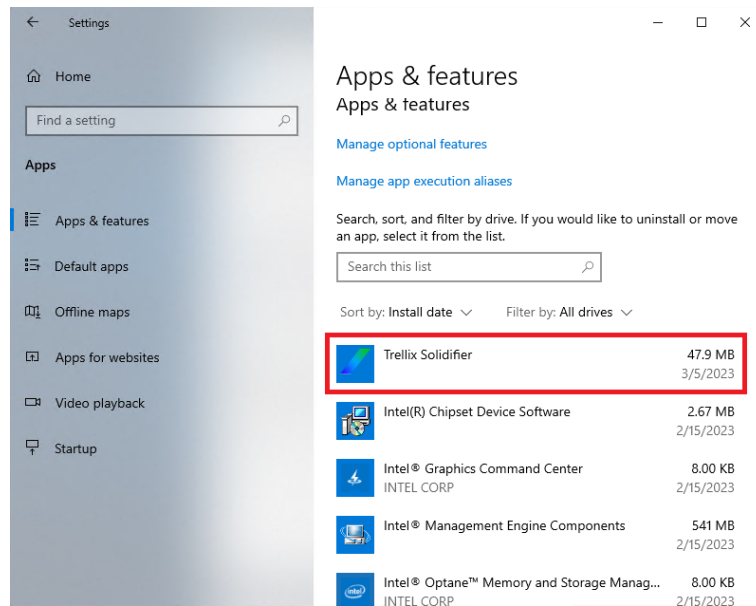 Settings
Home
Find a setting
Apps
Apps & features
Default apps
Offline maps
Apps for websites
Video playback
Startup
Apps & features
Apps & features
Manage optional features
Manage app execution aliases
Search, sort, and filter by drive. If you would like to uninstall or move
an app, select it from the list.
Search this list
Sort by: Install date Filter by: All drives
Trellix Solidifier 47.9 MB
3/5/2023
Intel(R) Chipset Device Software 2.67 MB
2/15/2023
Intel® Graphics Command Center 8.00 KB
INTEL CORP 2/15/2023
Intel® Management Engine Components 541 MB
2/15/2023
intel Intel® Optane™ Memory and Storage Manag... 8.00 KB
INTEL CORP 2/15/2023